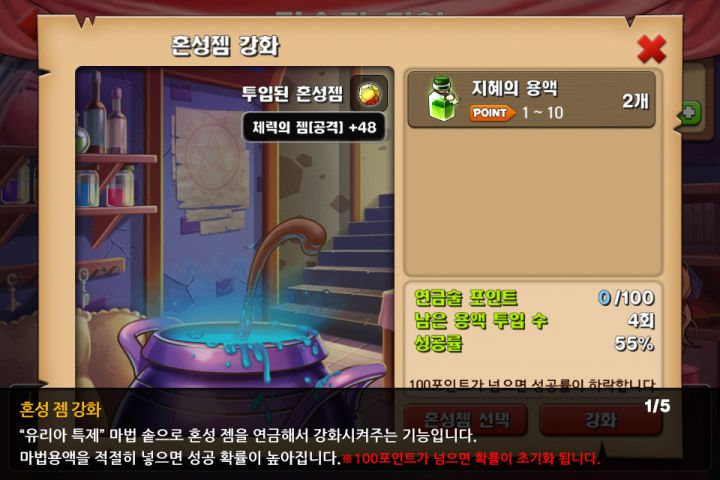 혼성젬 강화
투입된 혼성젬
체력의 젬[공격] +48
지혜의 용액
POINT 1 ~ 10
2개
연금술 포인트 0/100
남은 용액 투입 수 4회
성공률 55%
100포인트가 넘으면 성공률이 하락합니다
혼성젬 선택
강화
혼성 젬 강화
1/5
“유리아 특제” 마법 솥으로 혼성 젬을 연금해서 강화시켜주는 기능입니다.
마법용액을 적절히 넣으면 성공 확률이 높아집니다.※100포인트가 넘으면 확률이 초기화 됩니다.